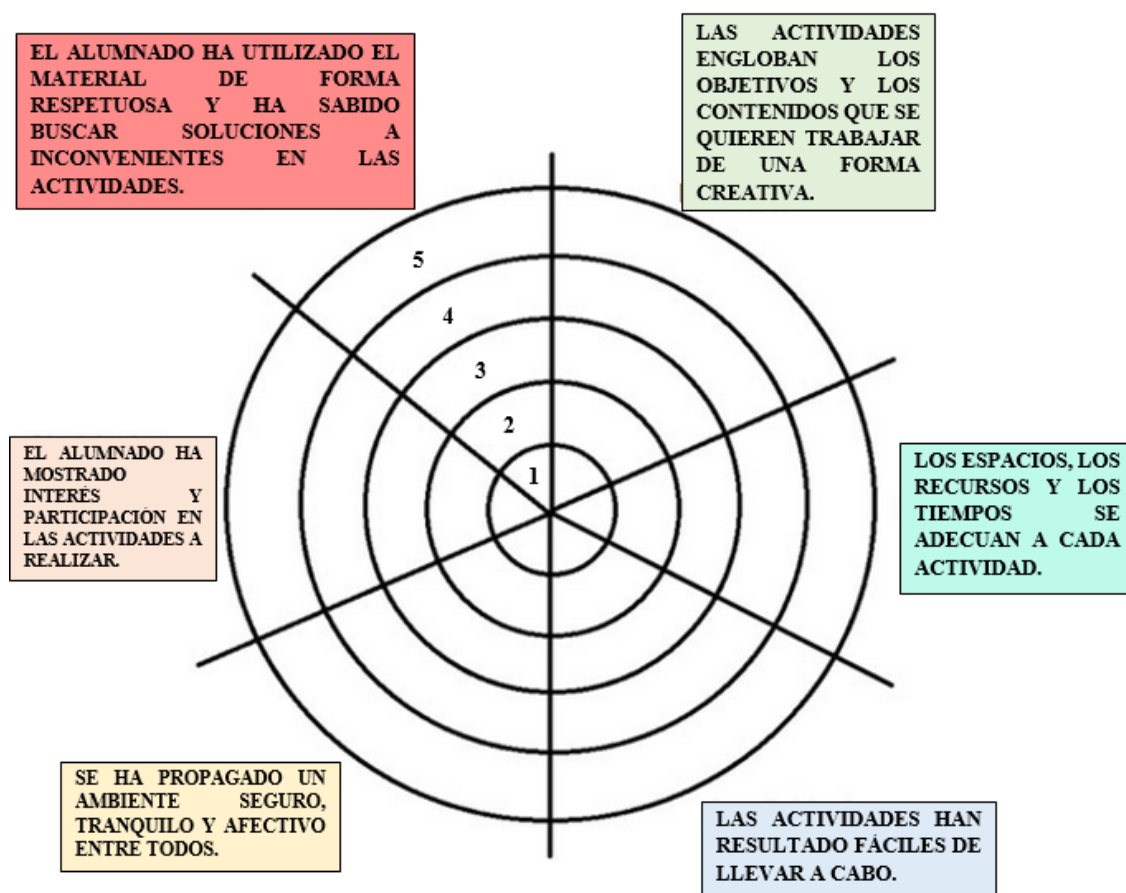 EL ALUMNADO HA UTILIZADO EL
MATERIAL DE FORMA
RESPETUOSA Y HA SABIDO
BUSCAR SOLUCIONES A
INCONVENIENTES EN LAS
ACTIVIDADES.
LAS ACTIVIDADES
ENGLOBAN LOS
OBJETIVOS Y LOS
CONTENIDOS QUE SE
QUIEREN TRABAJAR
DE UNA FORMA
CREATIVA.
5
4
3
2
1
EL ALUMNADO HA
MOSTRADO
INTERÉS Y
PARTICIPACIÓN EN
LAS ACTIVIDADES A
REALIZAR.
LOS ESPACIOS, LOS
RECURSOS Y LOS
TIEMPOS SE
ADECUAN A CADA
ACTIVIDAD.
SE HA PROPAGADO UN
AMBIENTE SEGURO,
TRANQUILO Y AFECTIVO
ENTRE TODOS.
LAS ACTIVIDADES HAN
RESULTADO FÁCILES DE
LLEVAR A CABO.